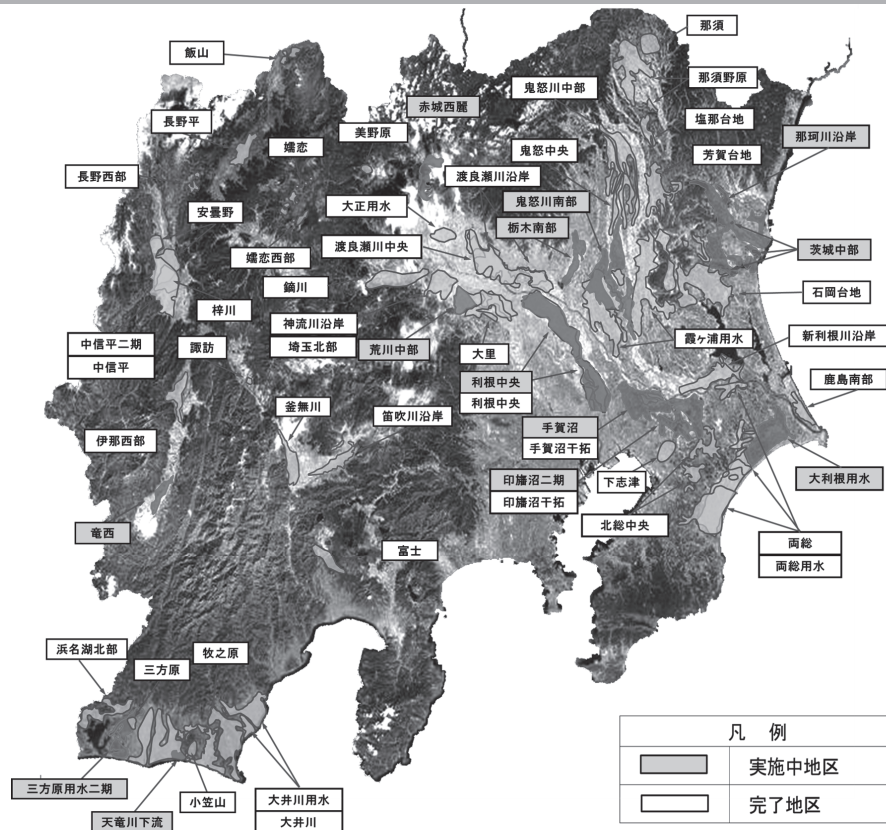 飯山
那須
那須野原
鬼怒川中部
赤城西麓
塩那台地
長野平
嬬恋
美野原
那珂川沿岸
鬼怒中央
芳賀台地
長野西部
渡良瀬川沿岸
安曇野
大正用水
鬼怒川南部
栃木南部
渡良瀬川中央
茨城中部
嬬恋西部
鏑川
石岡台地
梓川
神流川沿岸
霞ヶ浦用水
新利根川沿岸
中信平二期
諏訪
埼玉北部
荒川中部
大里
中信平
利根中央
鹿島南部
利根中央
釜無川
笛吹川沿岸
手賀沼
伊那西部
手賀沼干拓
印旛沼二期
下志津
大利根用水
印旛沼干拓
北総中央
竜西
両総
富士
両総用水
浜名湖北部
牧之原
三方原
凡 例
実施中地区
三方原用水二期
小笠山
大井川用水
完了地区
天竜川下流
大井川